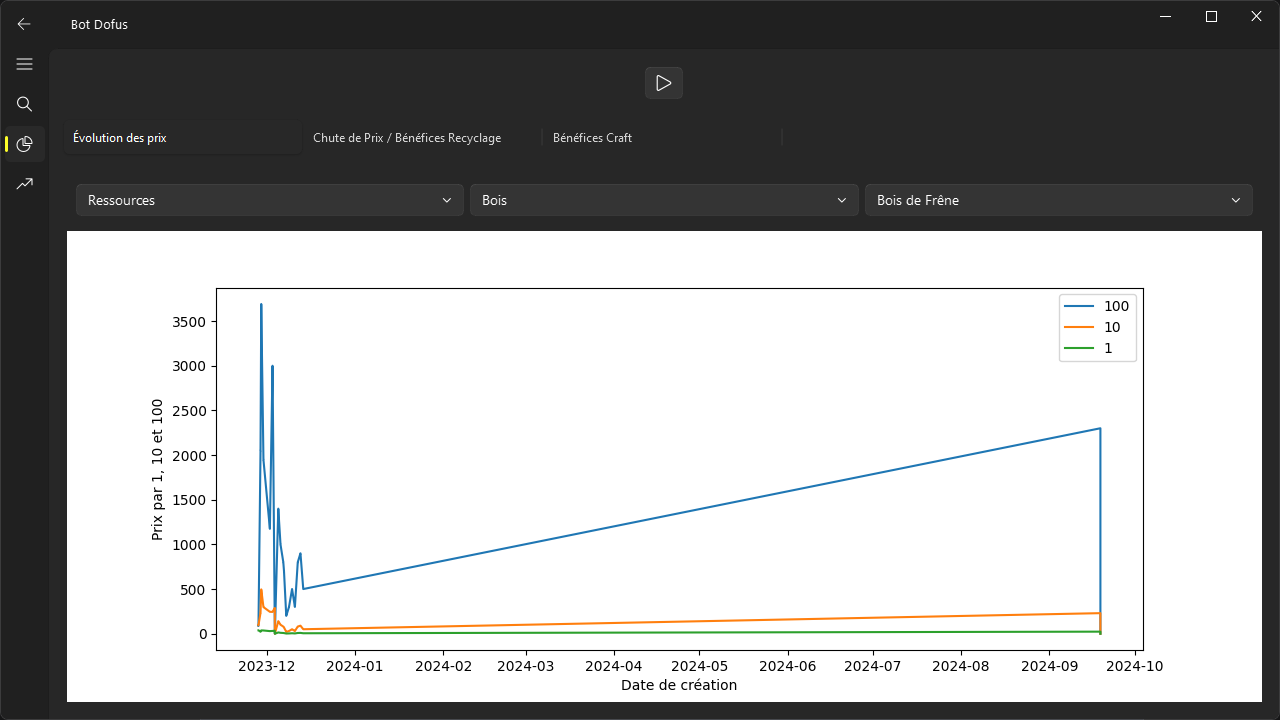 Bot Dofus
Évolution des prix
Chute de Prix / Bénéfices Recyclage
Bénéfices Craft
Ressources
Bois
Bois de Frêne
100
10
1
3500
3000
2500
2000
1500
1000
500
0
Prix par 1, 10 et 100
2023-12 2024-01 2024-02 2024-03 2024-04 2024-05 2024-06 2024-07 2024-08 2024-09 2024-10
Date de création